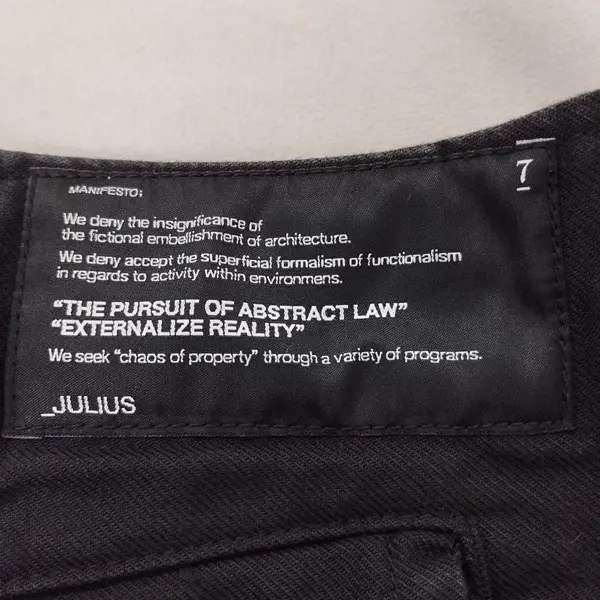 7
MANIFESTO;
We deny the insignificance of
the fictional embellishment of architecture.
We deny accept the superficial formalism of functionalism
in regards to activity within environmens.
“THE PURSUIT OF ABSTRACT LAW”
“EXTERNALIZE REALITY”
We seek “chaos of property” through a variety of programs.
_JULIUS